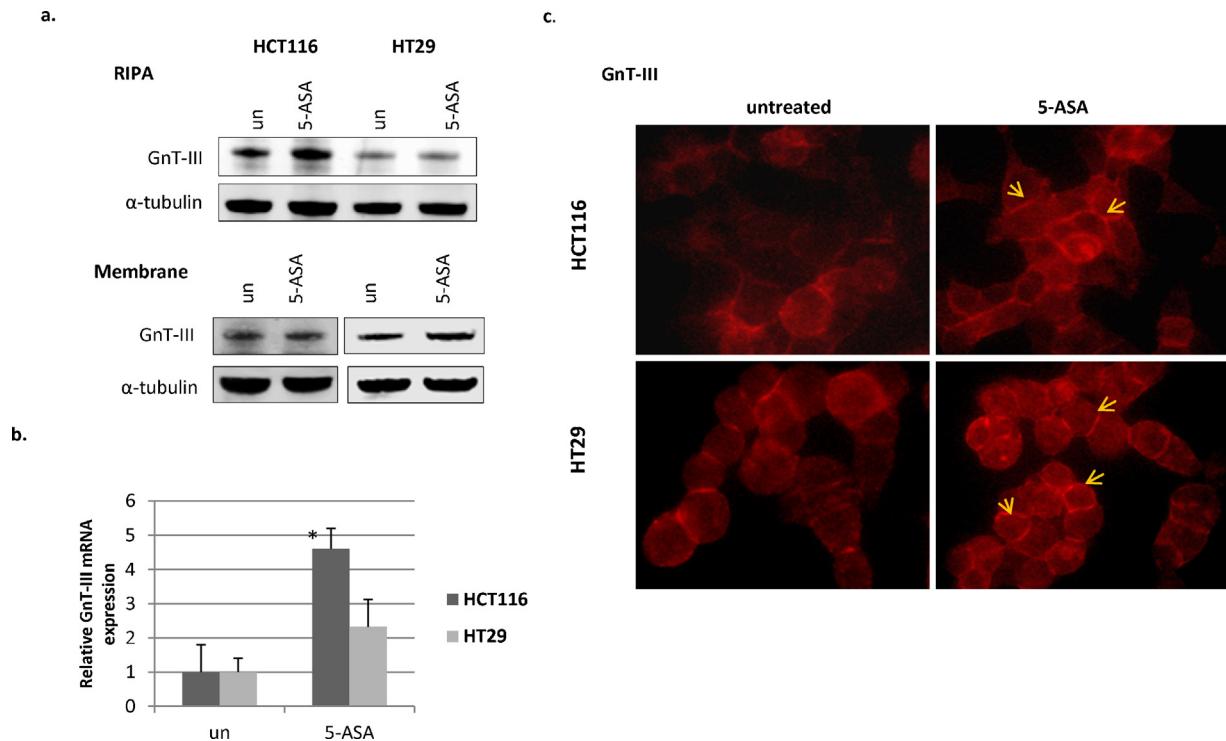 a.
HCT116 HT29
RIPA
un 5-ASA un 5-ASA
GnT-III
α-tubulin
Membrane
un 5-ASA un 5-ASA
GnT-III
α-tubulin
b.
Relative GnT-III mRNA
expression
6
5
4
3
2
1
0
*
un 5-ASA
HCT116
HT29
c.
GnT-III
untreated 5-ASA
HCT116
HT29